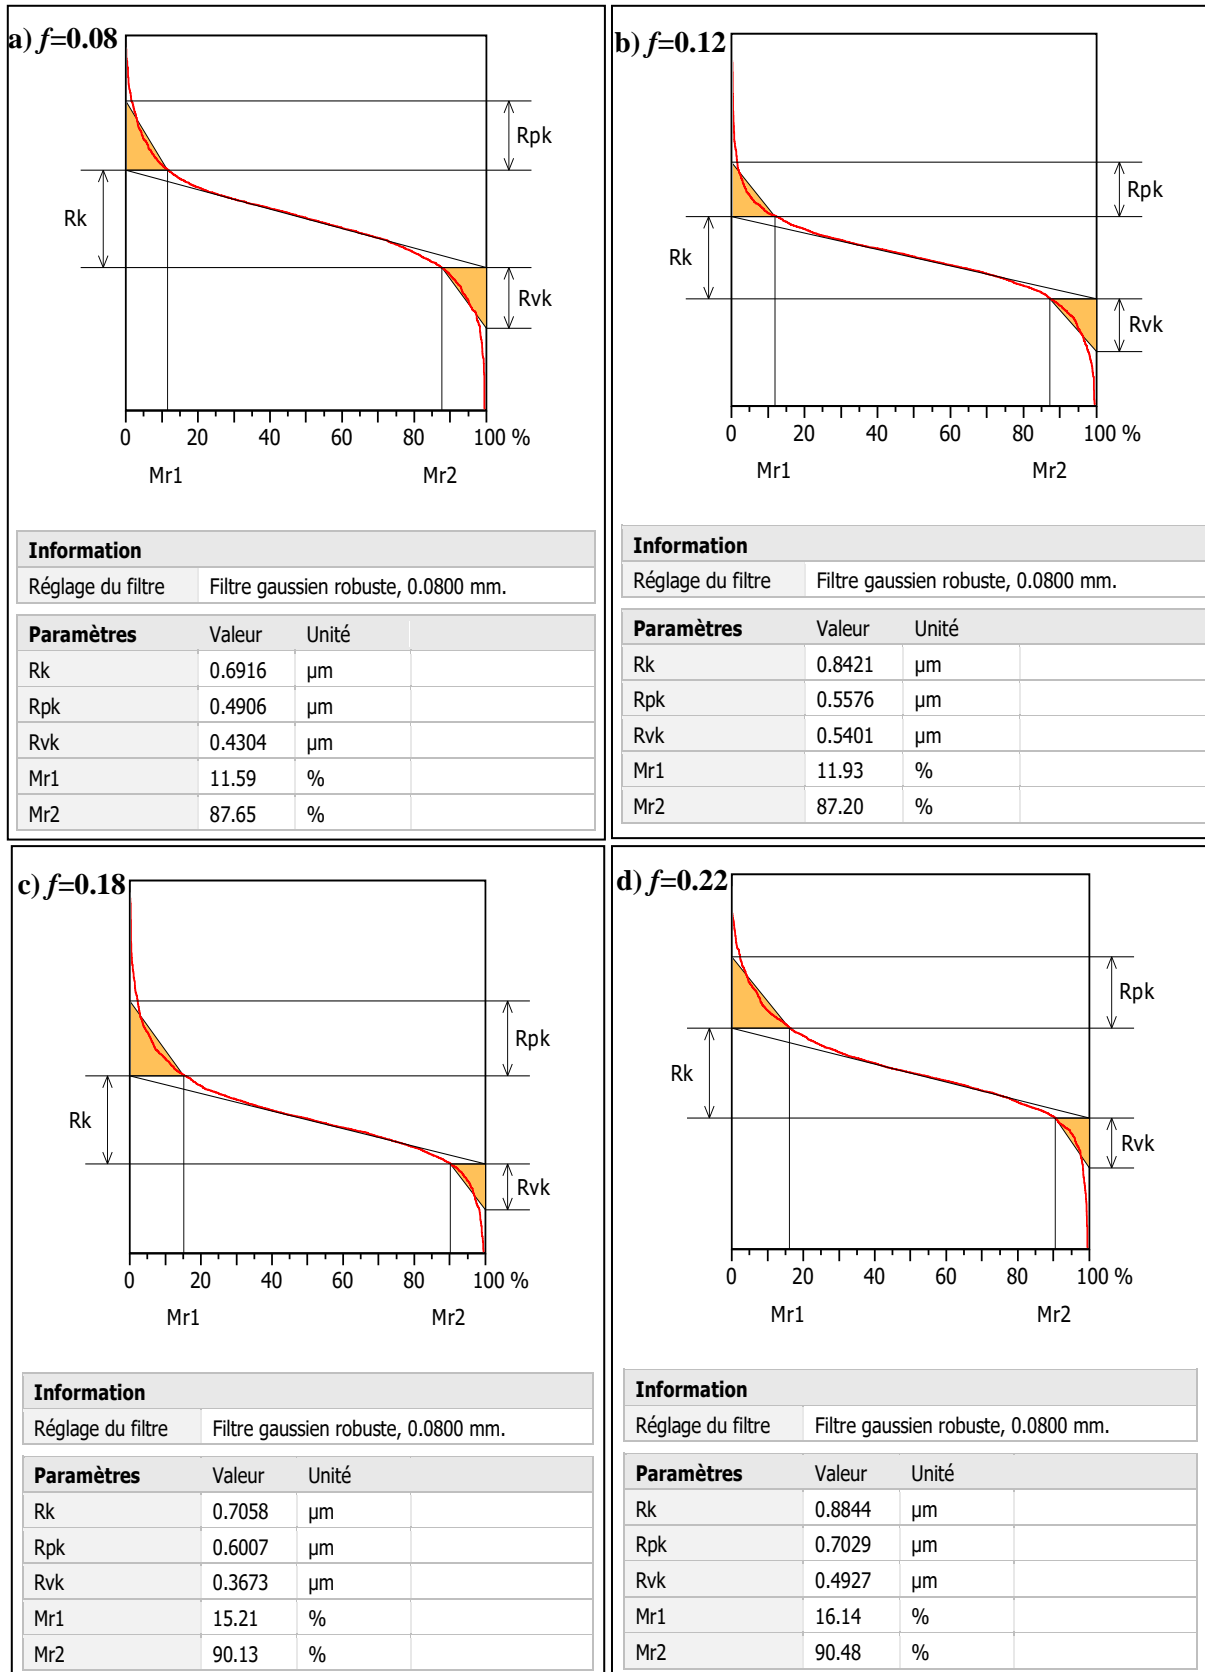 a) f=0.08
Rpk
Rk
Rvk
0 20 40 60 80 100 %
Mr1 Mr2
Information
Réglage du filtre Filtre gaussien robuste, 0.0800 mm.
Paramètres Valeur Unité
Rk 0.6916 µm
Rpk 0.4906 µm
Rvk 0.4304 µm
Mr1 11.59 %
Mr2 87.65 %
b) f=0.12
Rpk
Rk
Rvk
0 20 40 60 80 100 %
Mr1 Mr2
Information
Réglage du filtre Filtre gaussien robuste, 0.0800 mm.
Paramètres Valeur Unité
Rk 0.8421 µm
Rpk 0.5576 µm
Rvk 0.5401 µm
Mr1 11.93 %
Mr2 87.20 %
c) f=0.18
Rpk
Rk
Rvk
0 20 40 60 80 100 %
Mr1 Mr2
Information
Réglage du filtre Filtre gaussien robuste, 0.0800 mm.
Paramètres Valeur Unité
Rk 0.7058 µm
Rpk 0.6007 µm
Rvk 0.3673 µm
Mr1 15.21 %
Mr2 90.13 %
d) f=0.22
Rpk
Rk
Rvk
0 20 40 60 80 100 %
Mr1 Mr2
Information
Réglage du filtre Filtre gaussien robuste, 0.0800 mm.
Paramètres Valeur Unité
Rk 0.8844 µm
Rpk 0.7029 µm
Rvk 0.4927 µm
Mr1 16.14 %
Mr2 90.48 %